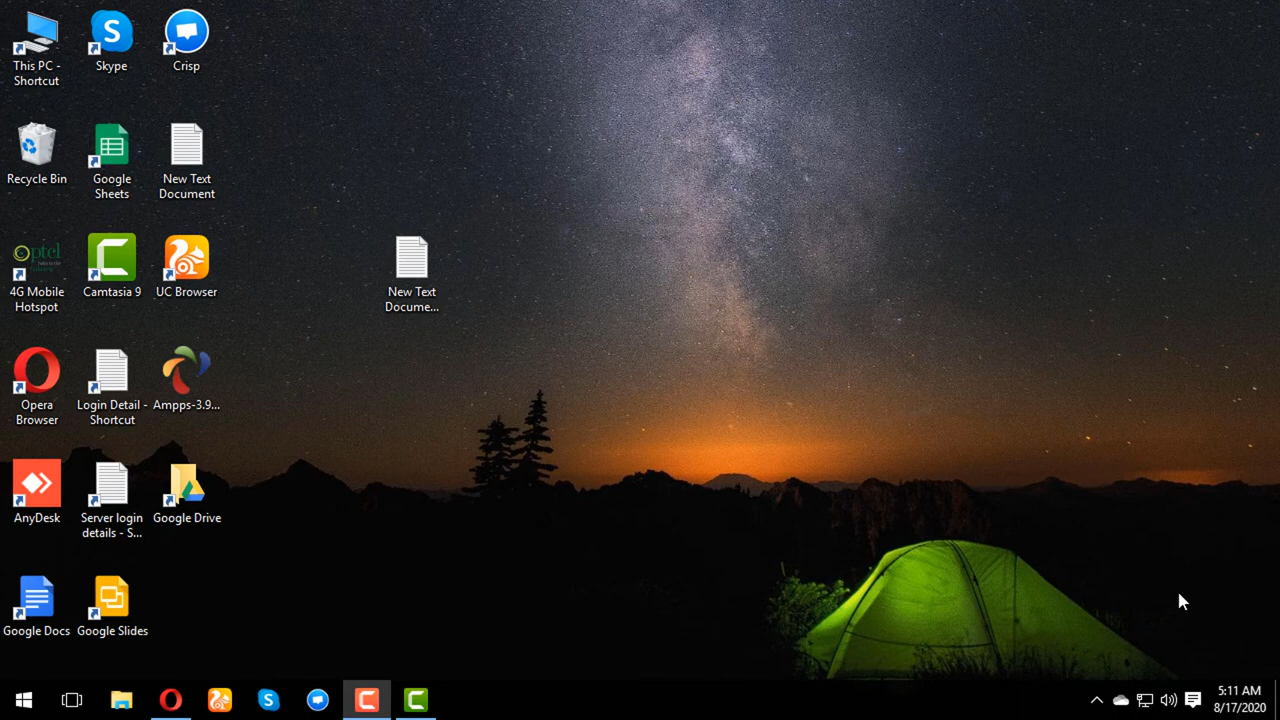 This PC -
Shortcut
Skype
Crisp
Recycle Bin
Google
Sheets
New Text
Document
ptcl
4G Mobile
Hotspot
Camtasia 9
UC Browser
New Text
Docume...
Opera
Browser
Login Detail -
Shortcut
Ampps-3.9...
AnyDesk
Server login
details - S...
Google Drive
Google Docs
Google Slides
5:11 AM
8/17/2020